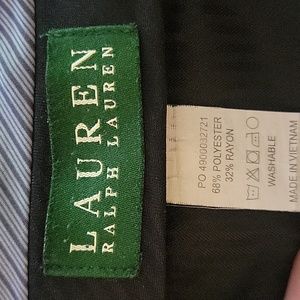 LAUREN
RALPH LAUREN
PO 4900032721
68% POLYESTER
32% RAYON
WASHABLE
MADE IN VIETNAM